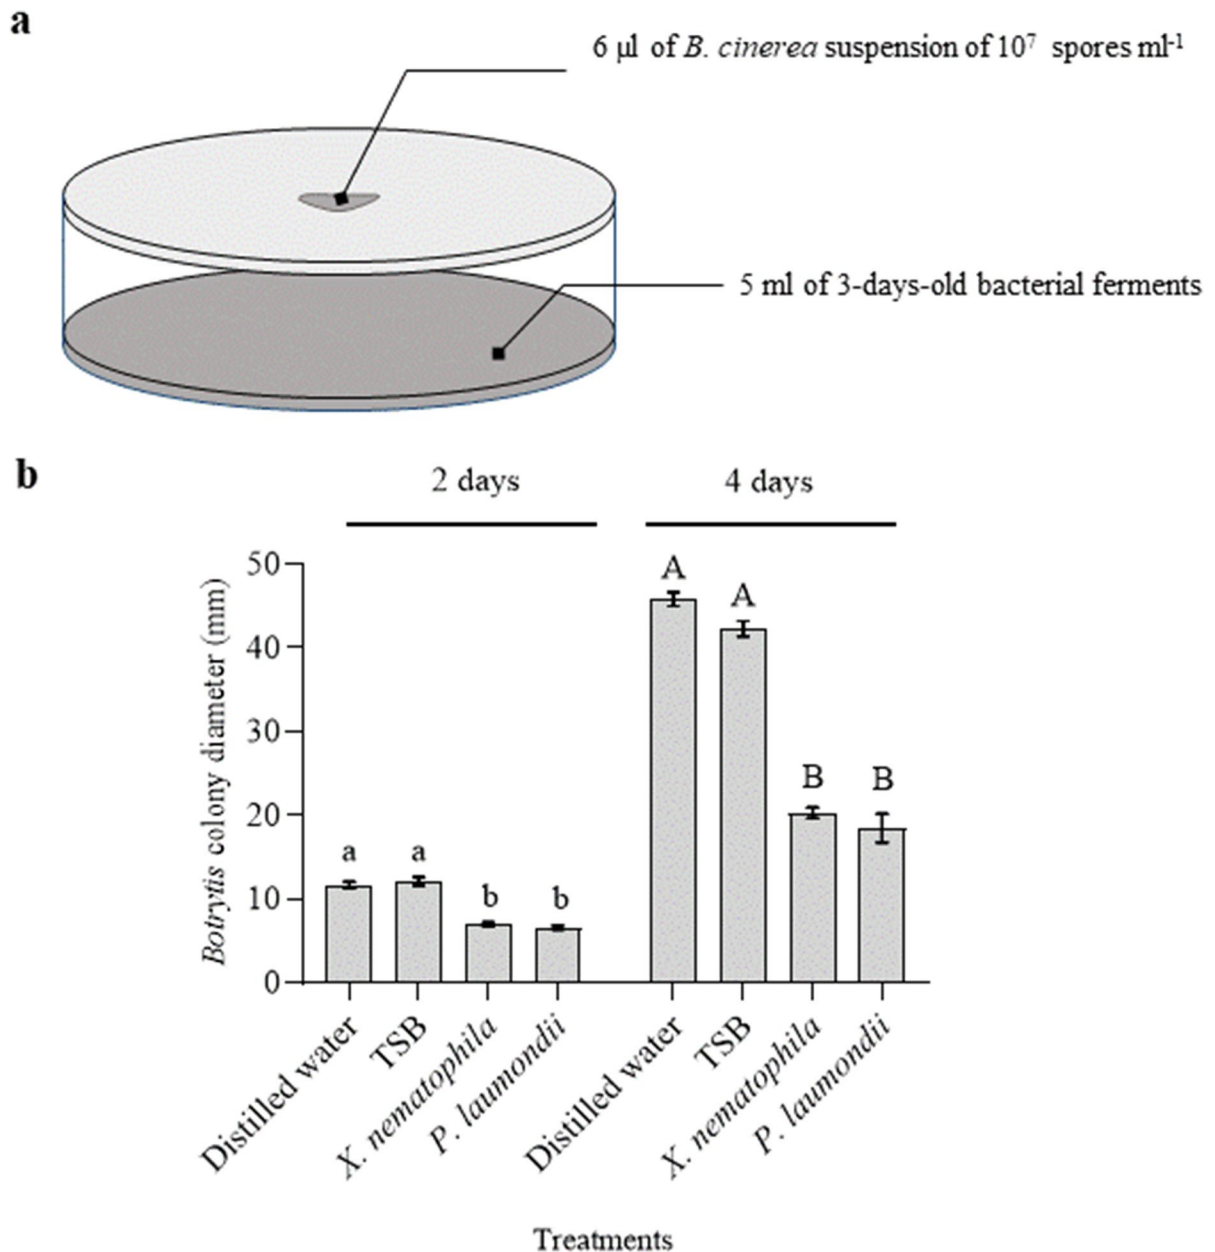 a
6 µl of B. cinerea suspension of 10⁷ spores ml⁻¹
5 ml of 3-days-old bacterial ferments
b
2 days
4 days
Botrytis colony diameter (mm)
50
40
30
20
10
0
a
a
b
b
A
A
B
B
Distilled water
TSB
X. nematophila
P. laumondii
Distilled water
TSB
X. nematophila
P. laumondii
Treatments